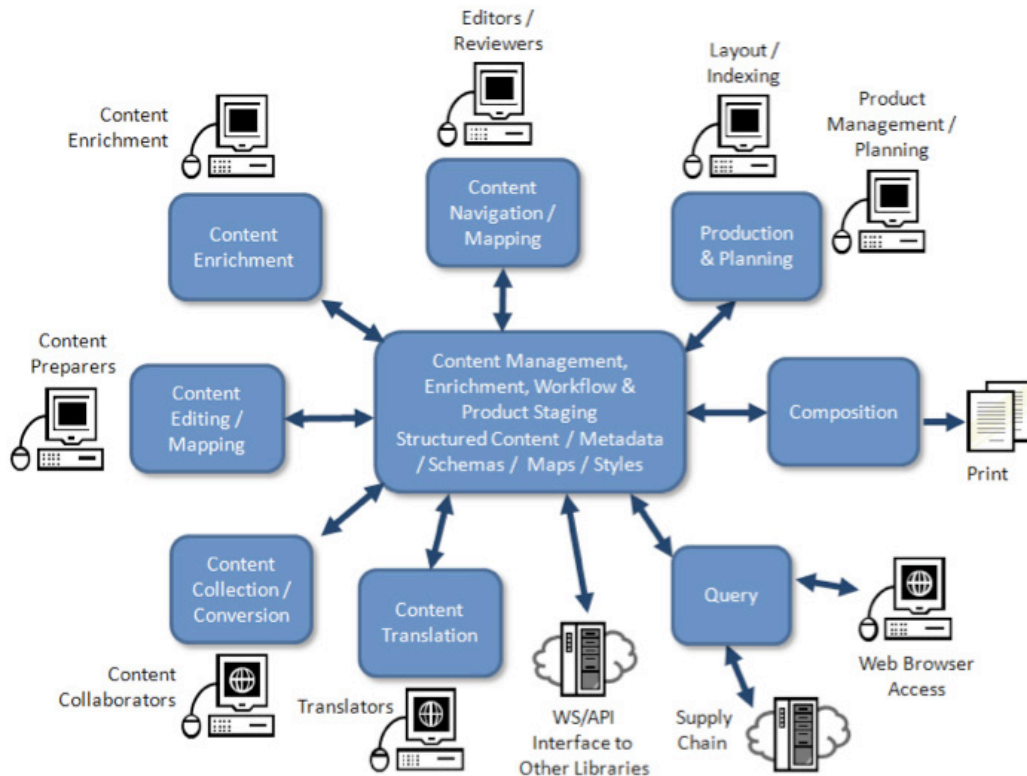 Editors /
Reviewers
Layout /
Indexing
Product
Management /
Planning
Content
Enrichment
Content
Enrichment
Content
Navigation /
Mapping
Production
& Planning
Content
Preparers
Content
Editing /
Mapping
Content Management,
Enrichment, Workflow &
Product Staging
Structured Content / Metadata
/ Schemas / Maps / Styles
Composition
Print
Content
Collection /
Conversion
Content
Translation
Query
Content
Collaborators
Translators
WS/API
Interface to
Other Libraries
Supply
Chain
Web Browser
Access